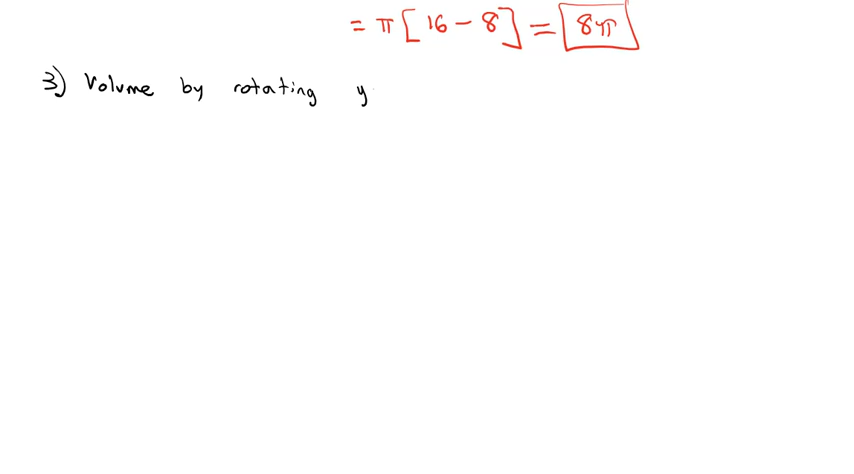 = π [16 - 8] = 8π
3) Volume by rotating y